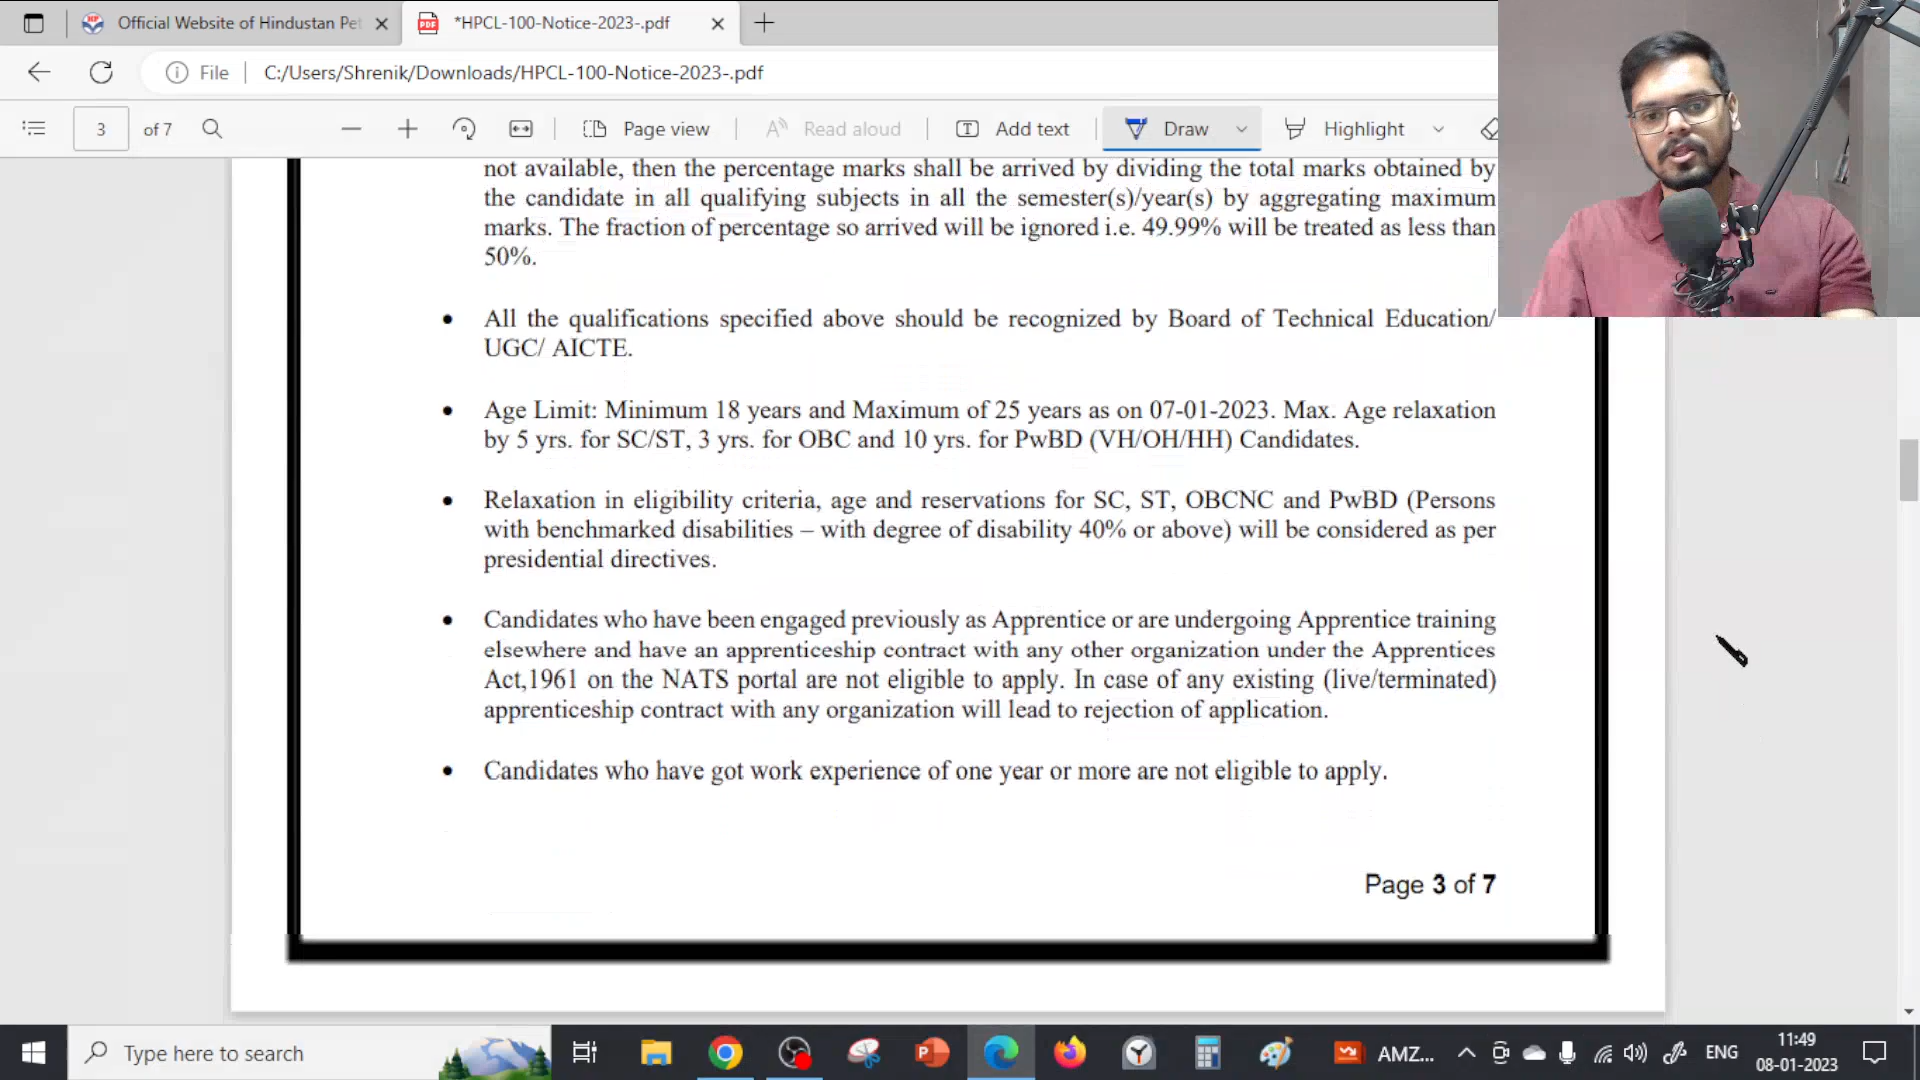 Official Website of Hindustan Pet
*HPCL-100-Notice-2023-.pdf
File
C:/Users/Shrenik/Downloads/HPCL-100-Notice-2023-.pdf
3 of 7
Page view
Read aloud
Add text
Draw
Highlight
not available, then the percentage marks shall be arrived by dividing the total marks obtained by
the candidate in all qualifying subjects in all the semester(s)/year(s) by aggregating maximum
marks. The fraction of percentage so arrived will be ignored i.e. 49.99% will be treated as less than
50%.
• All the qualifications specified above should be recognized by Board of Technical Education/
UGC/ AICTE.
• Age Limit: Minimum 18 years and Maximum of 25 years as on 07-01-2023. Max. Age relaxation
by 5 yrs. for SC/ST, 3 yrs. for OBC and 10 yrs. for PwBD (VH/OH/HH) Candidates.
• Relaxation in eligibility criteria, age and reservations for SC, ST, OBCNC and PwBD (Persons
with benchmarked disabilities – with degree of disability 40% or above) will be considered as per
presidential directives.
• Candidates who have been engaged previously as Apprentice or are undergoing Apprentice training
elsewhere and have an apprenticeship contract with any other organization under the Apprentices
Act,1961 on the NATS portal are not eligible to apply. In case of any existing (live/terminated)
apprenticeship contract with any organization will lead to rejection of application.
• Candidates who have got work experience of one year or more are not eligible to apply.
Page 3 of 7
Type here to search
AMZ...
ENG
11:49
08-01-2023